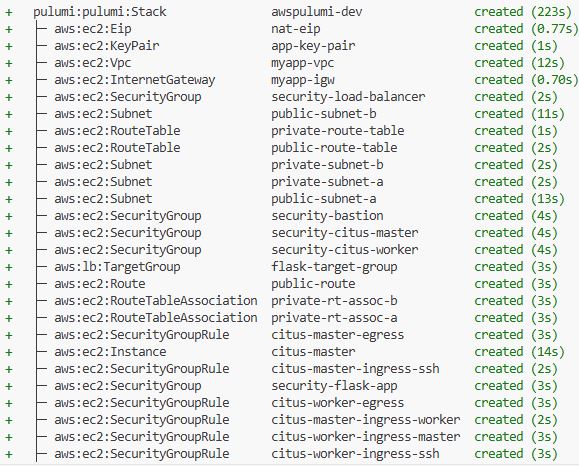 + pulumi:pulumi:Stack awspulumi-dev created (223s)
+ ├─ aws:ec2:Eip nat-eip created (0.77s)
+ ├─ aws:ec2:KeyPair app-key-pair created (1s)
+ ├─ aws:ec2:Vpc myapp-vpc created (12s)
+ ├─ aws:ec2:InternetGateway myapp-igw created (0.70s)
+ ├─ aws:ec2:SecurityGroup security-load-balancer created (2s)
+ ├─ aws:ec2:Subnet public-subnet-b created (11s)
+ ├─ aws:ec2:RouteTable private-route-table created (1s)
+ ├─ aws:ec2:RouteTable public-route-table created (2s)
+ ├─ aws:ec2:Subnet private-subnet-b created (2s)
+ ├─ aws:ec2:Subnet private-subnet-a created (2s)
+ ├─ aws:ec2:Subnet public-subnet-a created (13s)
+ ├─ aws:ec2:SecurityGroup security-bastion created (4s)
+ ├─ aws:ec2:SecurityGroup security-citus-master created (4s)
+ ├─ aws:ec2:SecurityGroup security-citus-worker created (4s)
+ ├─ aws:lb:TargetGroup flask-target-group created (3s)
+ ├─ aws:ec2:Route public-route created (3s)
+ ├─ aws:ec2:RouteTableAssociation private-rt-assoc-b created (3s)
+ ├─ aws:ec2:RouteTableAssociation private-rt-assoc-a created (3s)
+ ├─ aws:ec2:SecurityGroupRule citus-master-egress created (3s)
+ ├─ aws:ec2:Instance citus-master created (14s)
+ ├─ aws:ec2:SecurityGroupRule citus-master-ingress-ssh created (2s)
+ ├─ aws:ec2:SecurityGroup security-flask-app created (3s)
+ ├─ aws:ec2:SecurityGroupRule citus-worker-egress created (3s)
+ ├─ aws:ec2:SecurityGroupRule citus-master-ingress-worker created (2s)
+ ├─ aws:ec2:SecurityGroupRule citus-worker-ingress-master created (3s)
+ ├─ aws:ec2:SecurityGroupRule citus-worker-ingress-ssh created (3s)